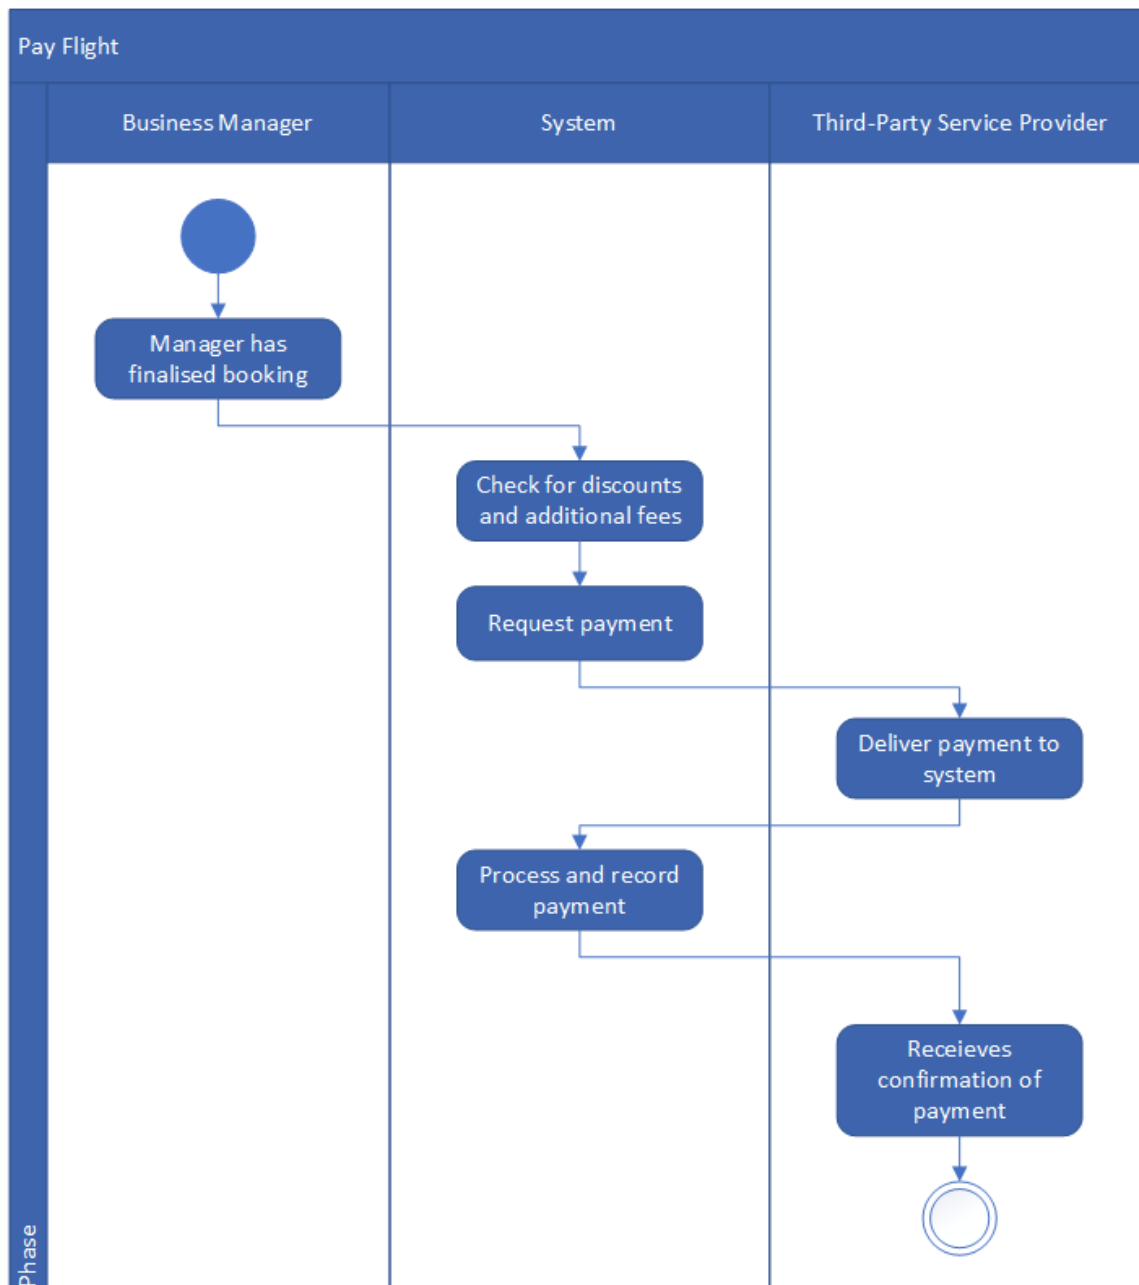 Pay Flight
Business Manager
System
Third-Party Service Provider
Manager has
finalised booking
Check for discounts
and additional fees
Request payment
Deliver payment to
system
Process and record
payment
Receieves
confirmation of
payment
Phase